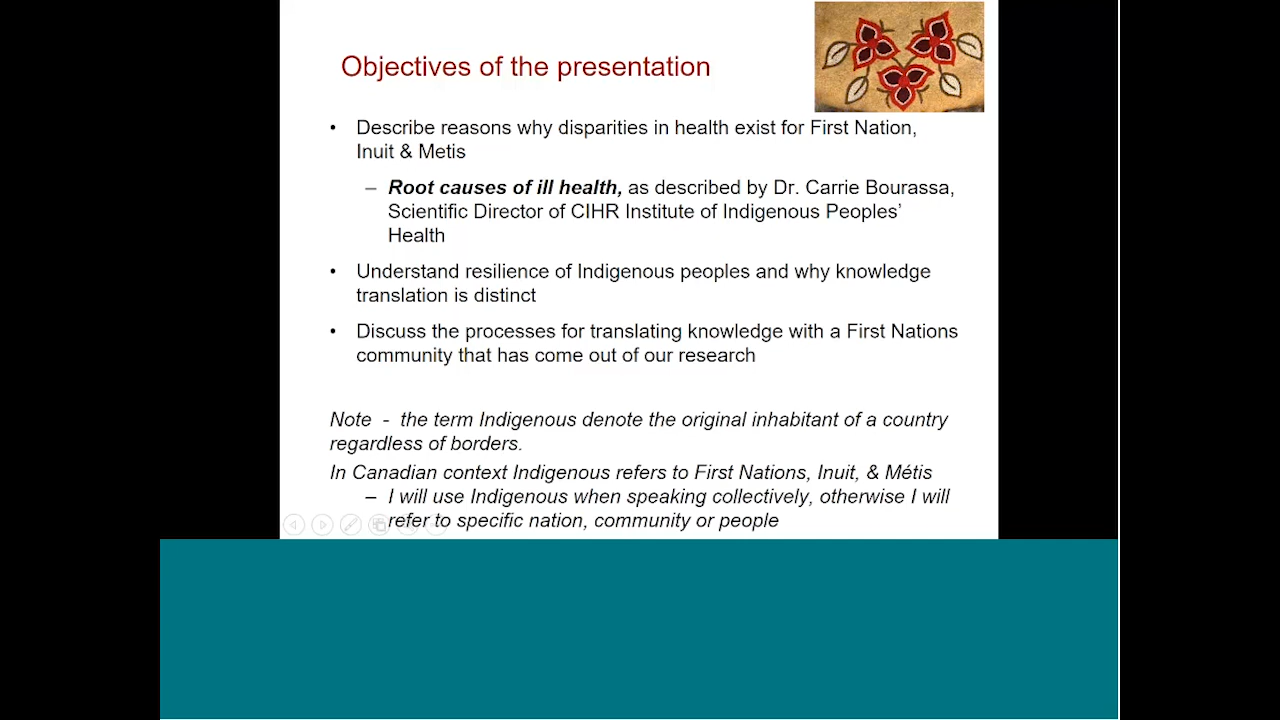 Objectives of the presentation
• Describe reasons why disparities in health exist for First Nation,
Inuit & Metis
– Root causes of ill health, as described by Dr. Carrie Bourassa,
Scientific Director of CIHR Institute of Indigenous Peoples’
Health
• Understand resilience of Indigenous peoples and why knowledge
translation is distinct
• Discuss the processes for translating knowledge with a First Nations
community that has come out of our research
Note - the term Indigenous denote the original inhabitant of a country
regardless of borders.
In Canadian context Indigenous refers to First Nations, Inuit, & Métis
– I will use Indigenous when speaking collectively, otherwise I will
refer to specific nation, community or people